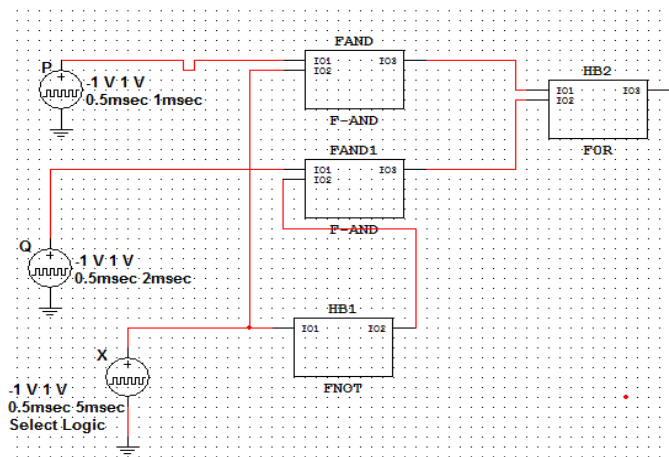 FAND
P
-1 V 1 V
0.5msec 1msec
IO1 IO3
IO2
F-AND
HB2
IO1 IO3
IO2
FOR
FAND1
IO1 IO3
IO2
F-AND
Q
-1 V 1 V
0.5msec 2msec
HB1
IO1 IO2
FNOT
X
-1 V 1 V
0.5msec 5msec
Select Logic